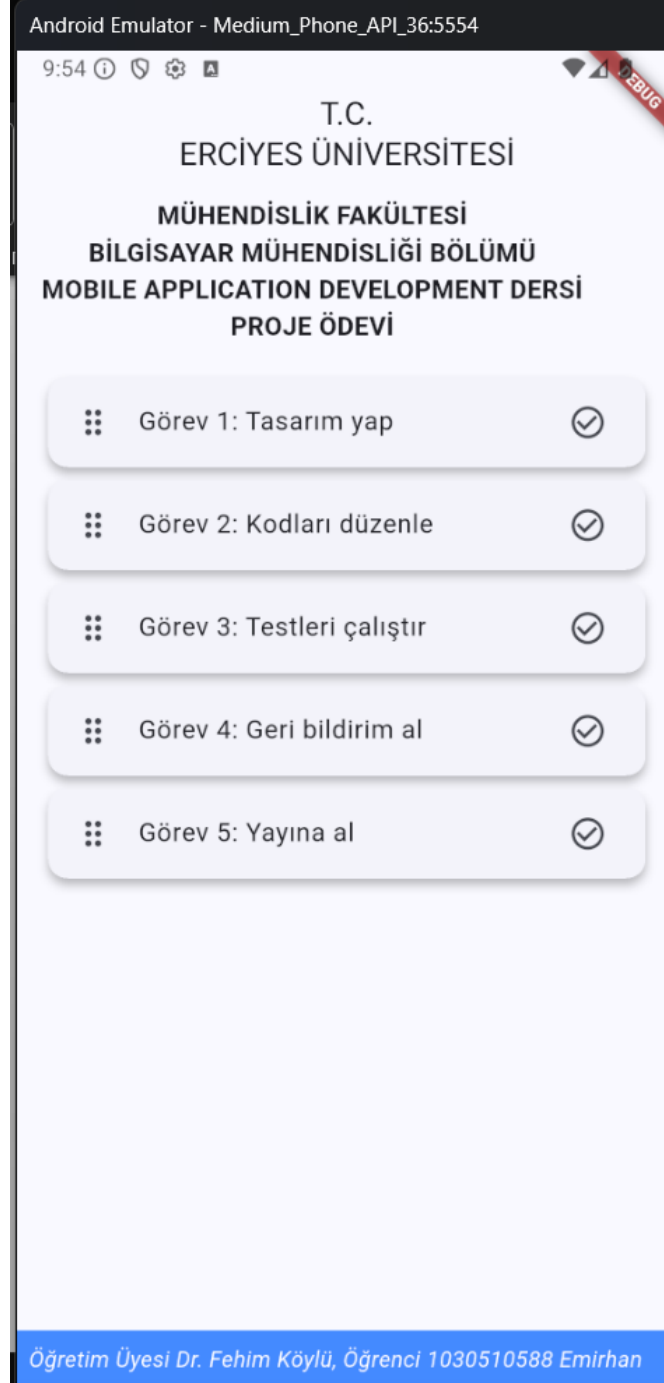 Android Emulator - Medium_Phone_API_36:5554
9:54
DEBUG
T.C.
ERCİYES ÜNİVERSİTESİ
MÜHENDİSLİK FAKÜLTESİ
BİLGİSAYAR MÜHENDİSLİĞİ BÖLÜMÜ
MOBILE APPLICATION DEVELOPMENT DERSİ
PROJE ÖDEVİ
Görev 1: Tasarım yap
Görev 2: Kodları düzenle
Görev 3: Testleri çalıştır
Görev 4: Geri bildirim al
Görev 5: Yayına al
Öğretim Üyesi Dr. Fehim Köylü, Öğrenci 1030510588 Emirhan